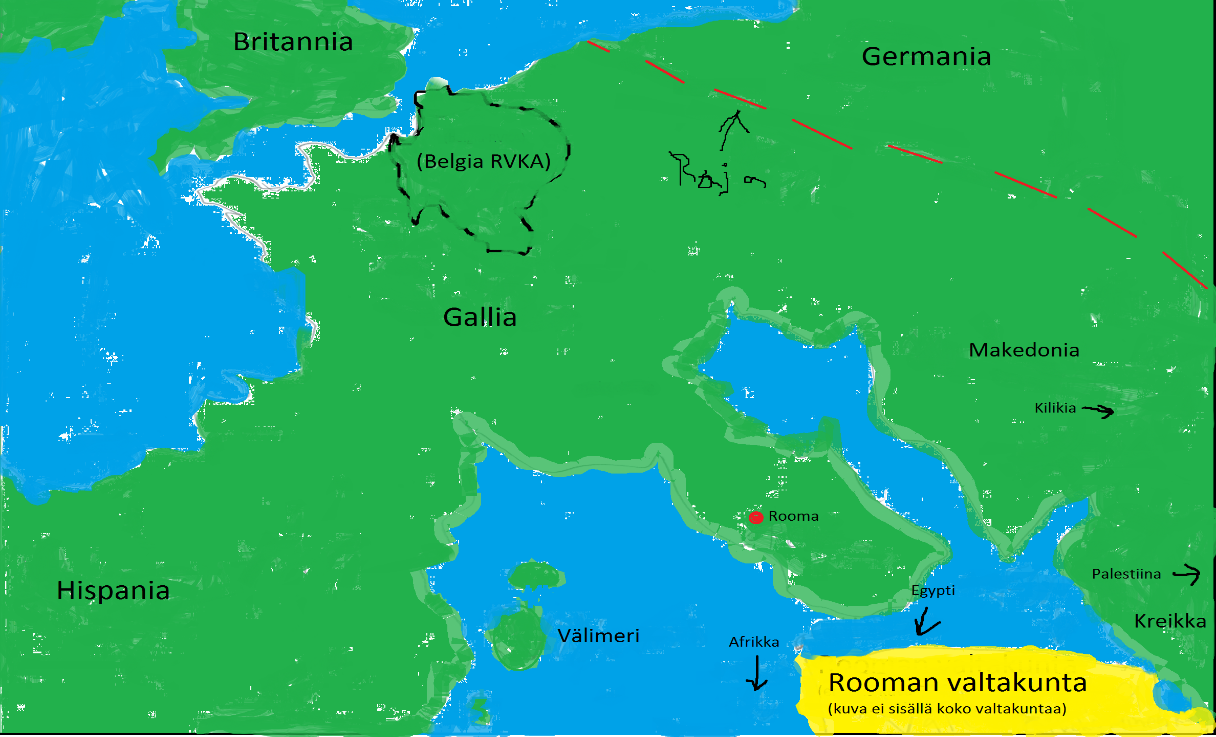 Britannia
Germania
(Belgia RVKA)
Raja
Gallia
Makedonia
Kilikia
Rooma
Palestiina
Hispania
Egypti
Kreikka
Välimeri
Afrikka
Rooman valtakunta
(kuva ei sisällä koko valtakuntaa)